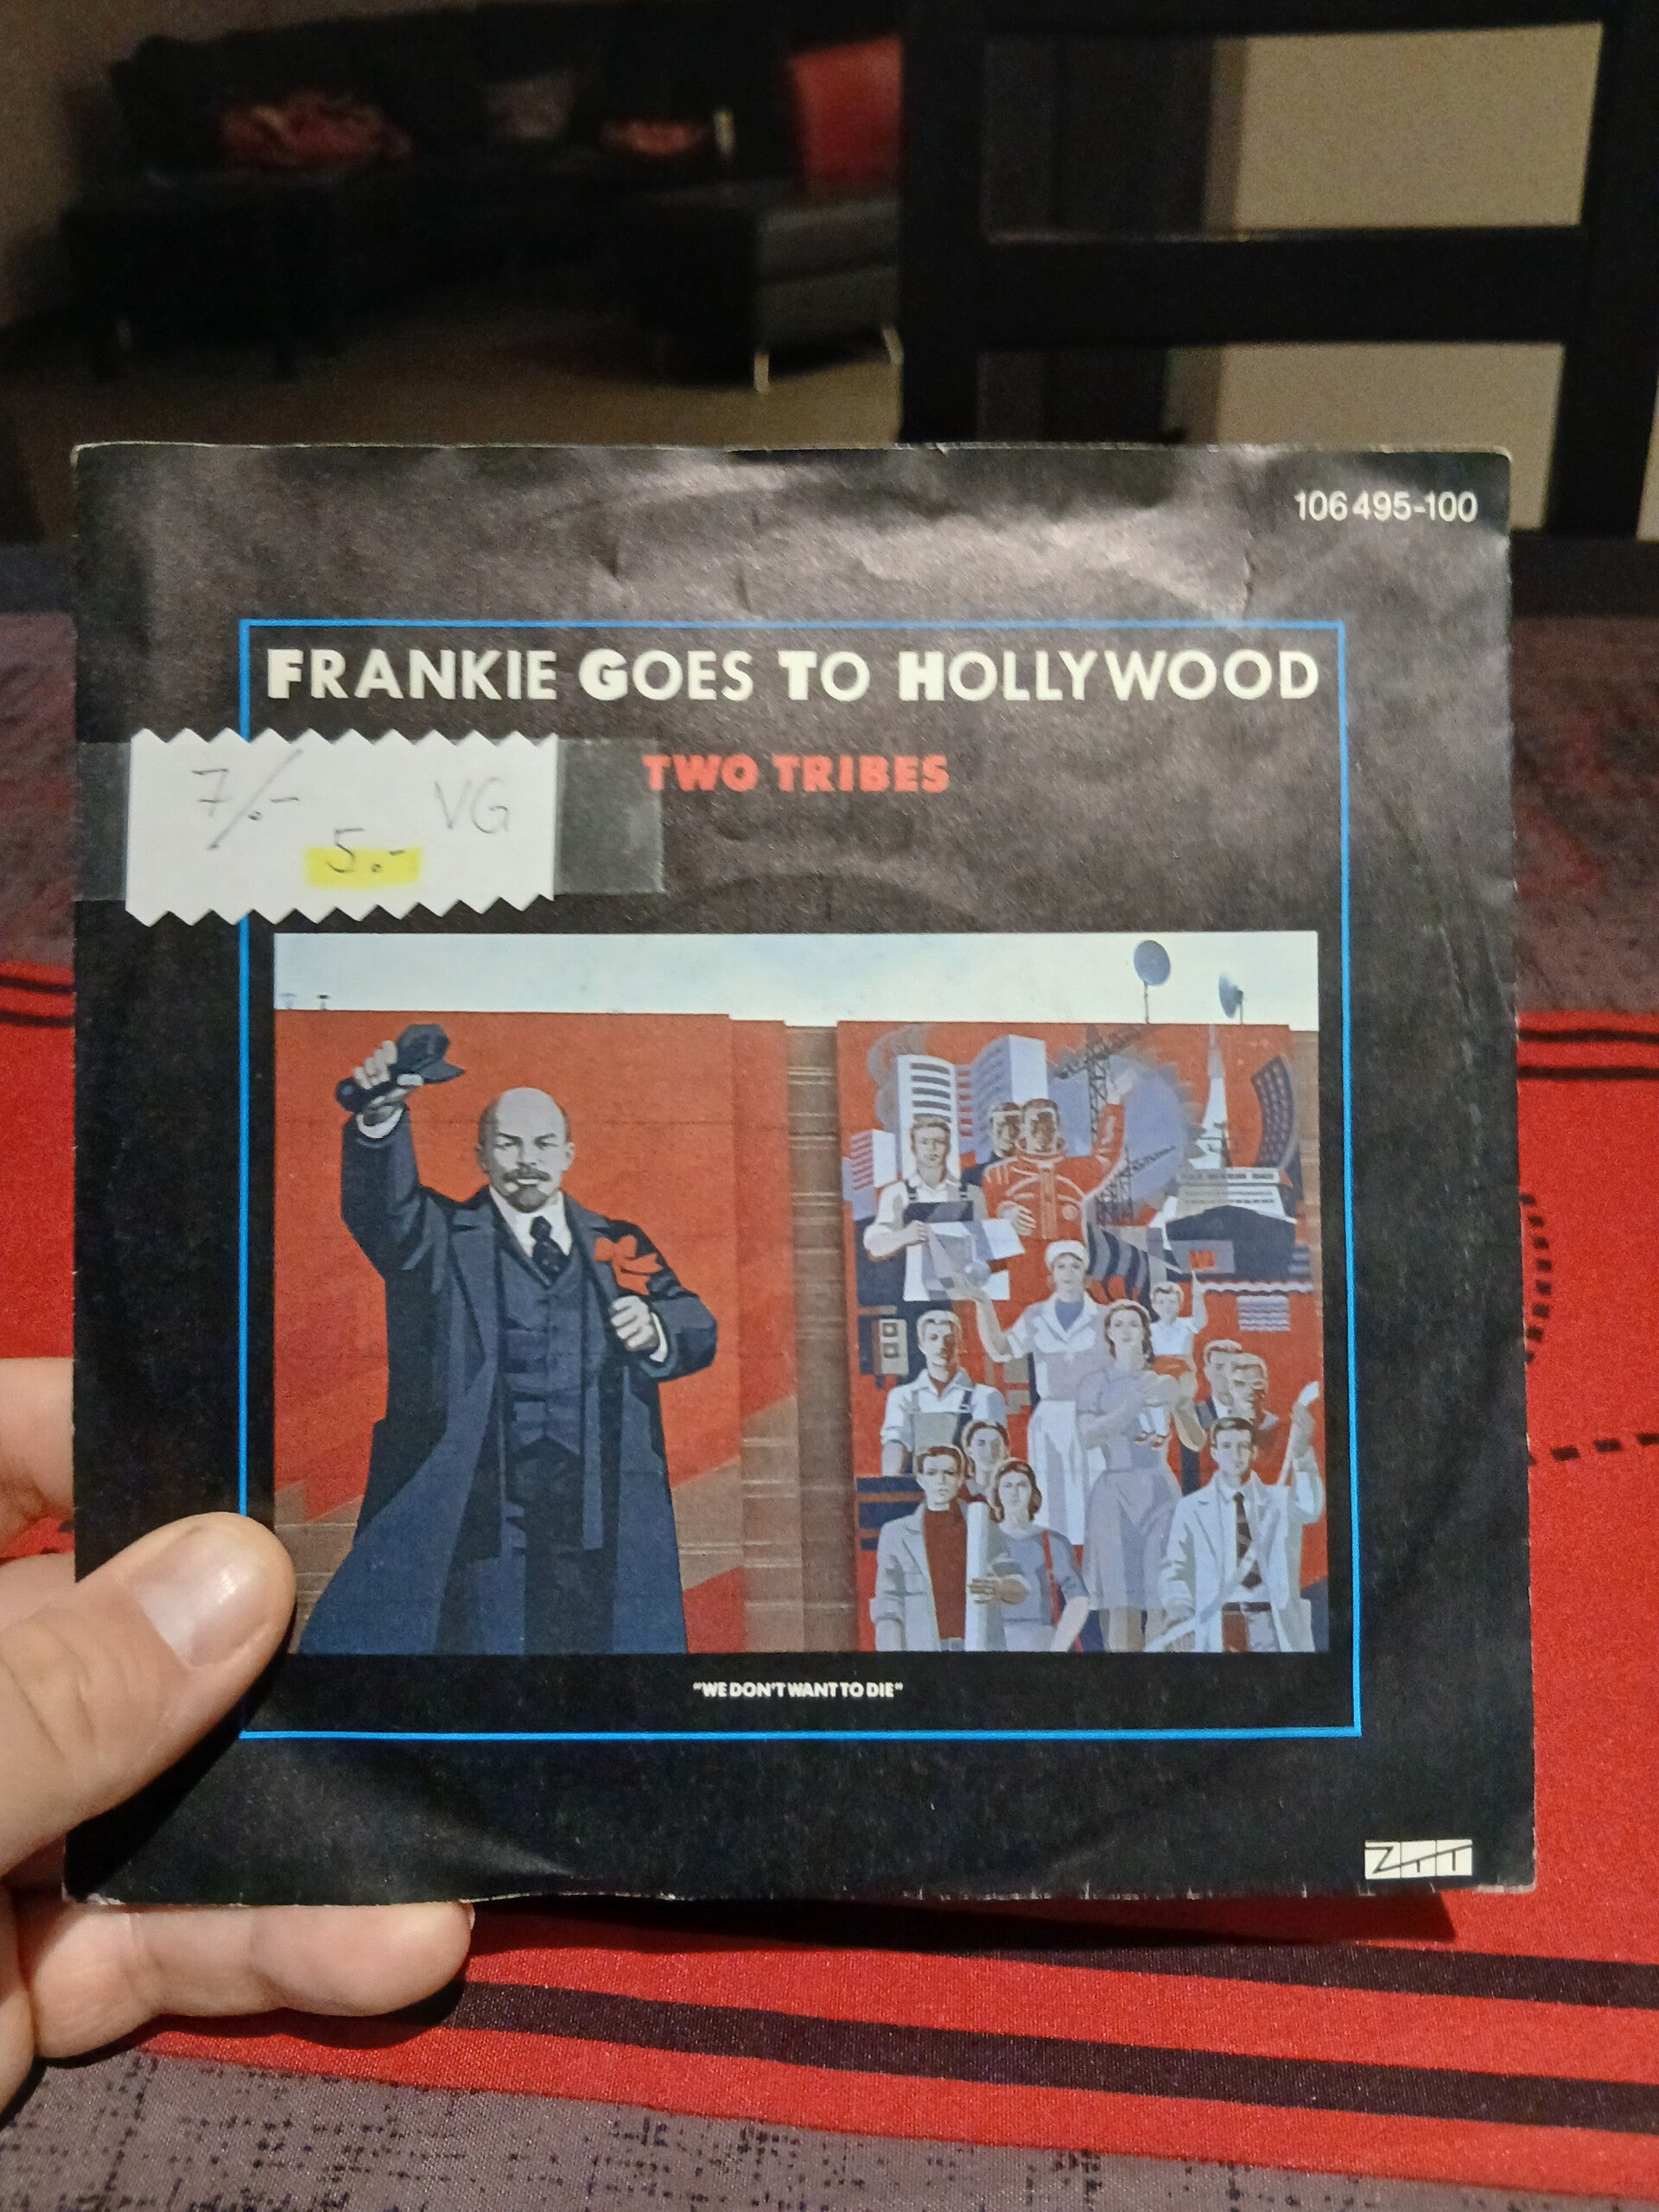 106 495-100
FRANKIE GOES TO HOLLYWOOD
TWO TRIBES
7/.- VG
5.-
"WE DON'T WANT TO DIE"
ZTT